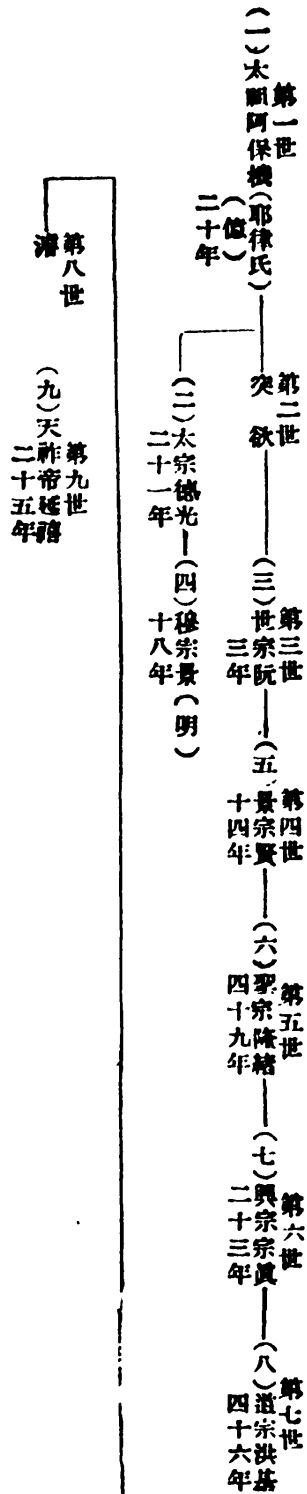 第一世
(一)太祖阿保機(耶律氏)
(億)
二十年
第二世
突欲
第三世
(三)世宗阮
三年
第四世
(五)景宗賢
十四年
第五世
(六)聖宗隆緒
四十九年
第六世
(七)興宗宗眞
二十三年
第七世
(八)道宗洪基
四十六年
(二)太宗德光
二十一年
(四)穆宗景(明)
十八年
第八世
濬
第九世
(九)天祚帝延禧
二十五年